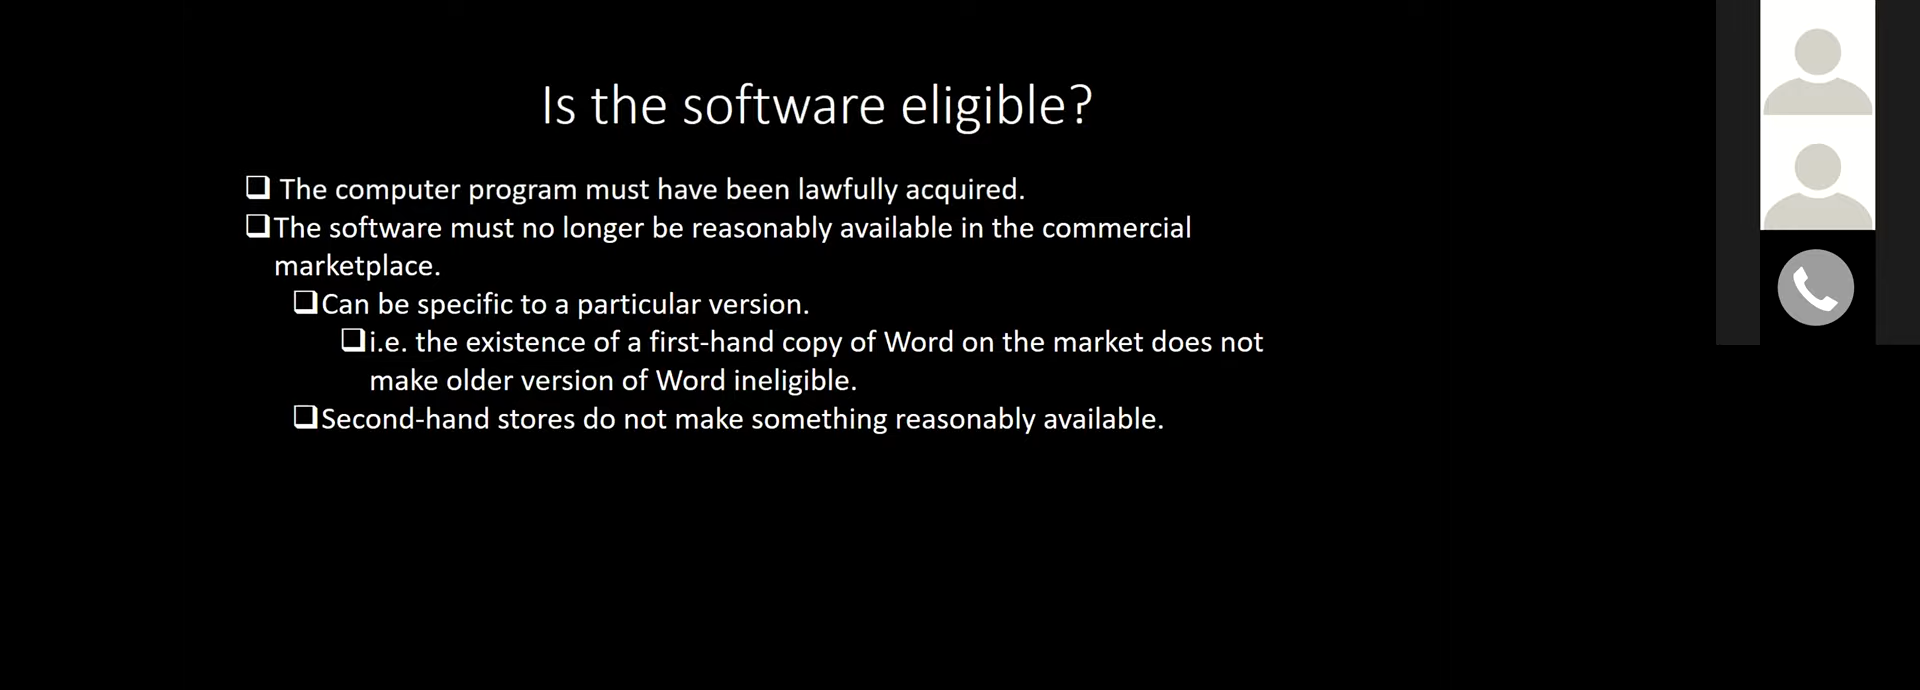 Is the software eligible?
❑ The computer program must have been lawfully acquired.
❑The software must no longer be reasonably available in the commercial
marketplace.
❑Can be specific to a particular version.
❑i.e. the existence of a first-hand copy of Word on the market does not
make older version of Word ineligible.
❑Second-hand stores do not make something reasonably available.